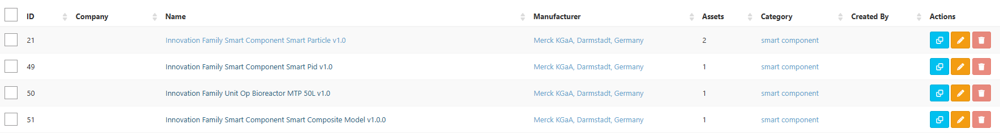 ID Company Name Manufacturer Assets Category Created By Actions
21 Innovation Family Smart Component Smart Particle v1.0 Merck KGaA, Darmstadt, Germany 2 smart component
49 Innovation Family Smart Component Smart Pid v1.0 Merck KGaA, Darmstadt, Germany 1 smart component
50 Innovation Family Unit Op Bioreactor MTP 50L v1.0 Merck KGaA, Darmstadt, Germany 1 smart component
51 Innovation Family Smart Component Smart Composite Model v1.0.0 Merck KGaA, Darmstadt, Germany 1 smart component